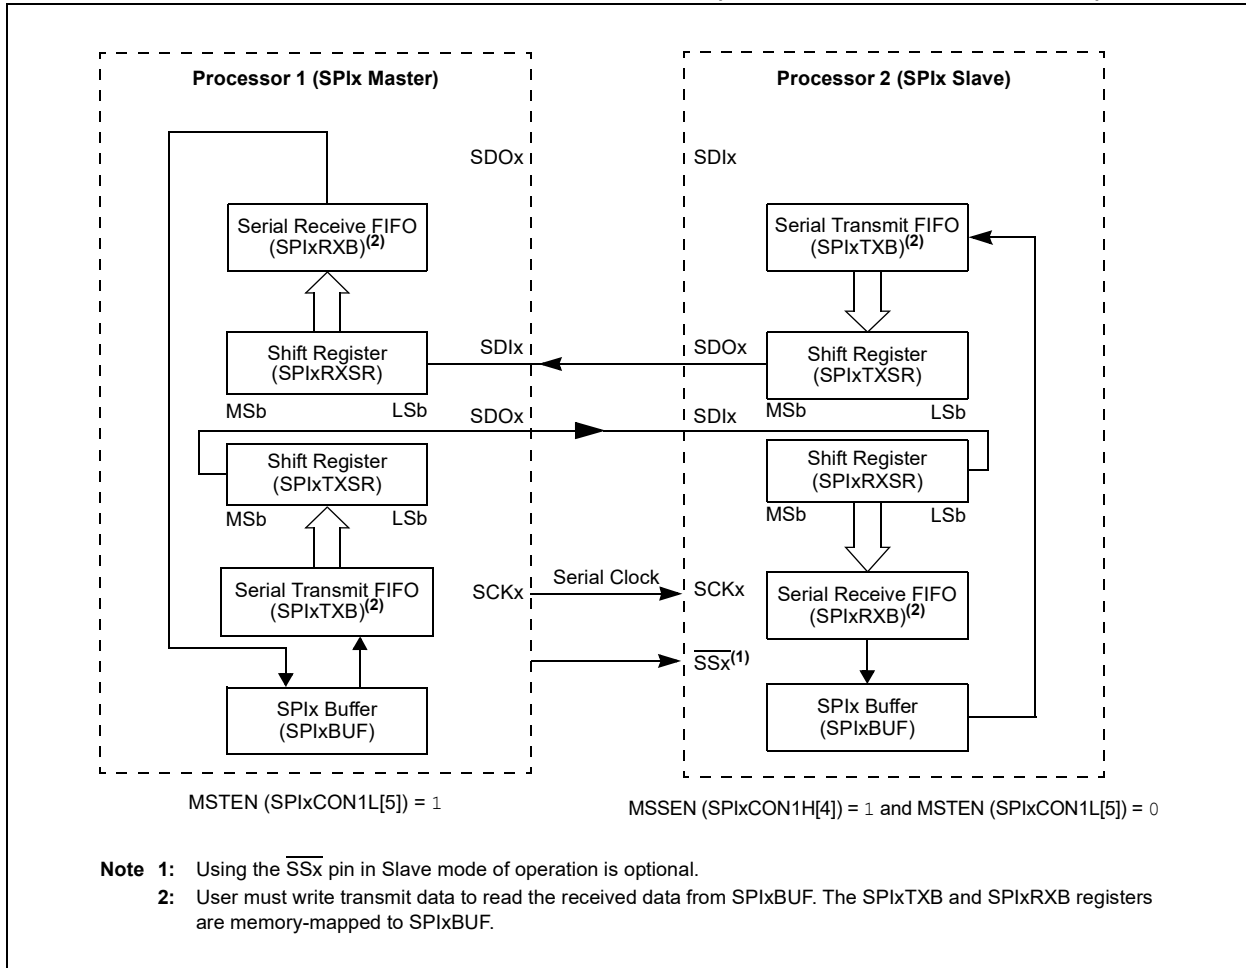 Processor 1 (SPIx Master)
Processor 2 (SPIx Slave)
SDOx
SDIx
Serial Receive FIFO
(SPIxRXB)(2)
Serial Transmit FIFO
(SPIxTXB)(2)
Shift Register
(SPIxRXSR)
SDIx
SDOx
Shift Register
(SPIxTXSR)
MSb
LSb
MSb
LSb
SDOx
SDIx
Shift Register
(SPIxTXSR)
Shift Register
(SPIxRXSR)
MSb
LSb
MSb
LSb
Serial Transmit FIFO
(SPIxTXB)(2)
SCKx
Serial Clock
SCKx
Serial Receive FIFO
(SPIxRXB)(2)
SSx(1)
SPIx Buffer
(SPIxBUF)
SPIx Buffer
(SPIxBUF)
MSTEN (SPIxCON1L[5]) = 1
MSSEN (SPIxCON1H[4]) = 1 and MSTEN (SPIxCON1L[5]) = 0
Note 1: Using the SSx pin in Slave mode of operation is optional.
2: User must write transmit data to read the received data from SPIxBUF. The SPIxTXB and SPIxRXB registers
are memory-mapped to SPIxBUF.